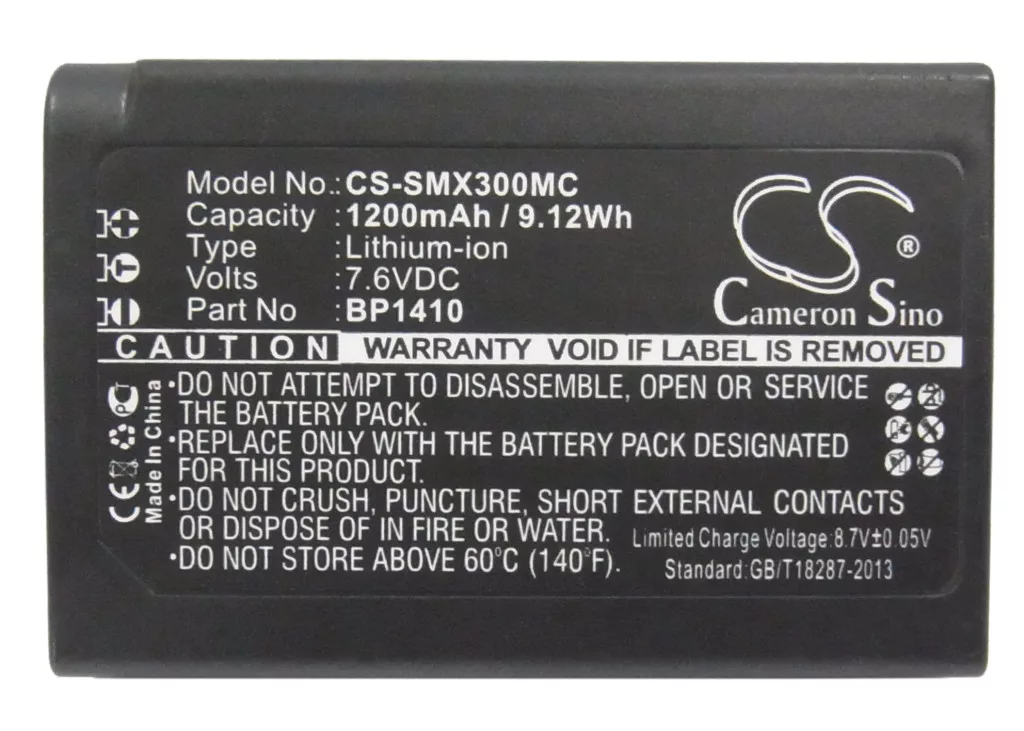 Model No.: CS-SMX300MC
Capacity : 1200mAh / 9.12Wh
Type : Lithium-ion
Volts : 7.6VDC
Part No : BP1410
®
Cameron Sino
CAUTION WARRANTY VOID IF LABEL IS REMOVED
•DO NOT ATTEMPT TO DISASSEMBLE, OPEN OR SERVICE
THE BATTERY PACK.
•REPLACE ONLY WITH THE BATTERY PACK DESIGNATED
FOR THIS PRODUCT.
•DO NOT CRUSH, PUNCTURE, SHORT EXTERNAL CONTACTS
OR DISPOSE OF IN FIRE OR WATER.
•DO NOT STORE ABOVE 60°C (140°F).
Limited Charge Voltage:8.7V±0.05V
Standard:GB/T18287-2013
CE
Made In China